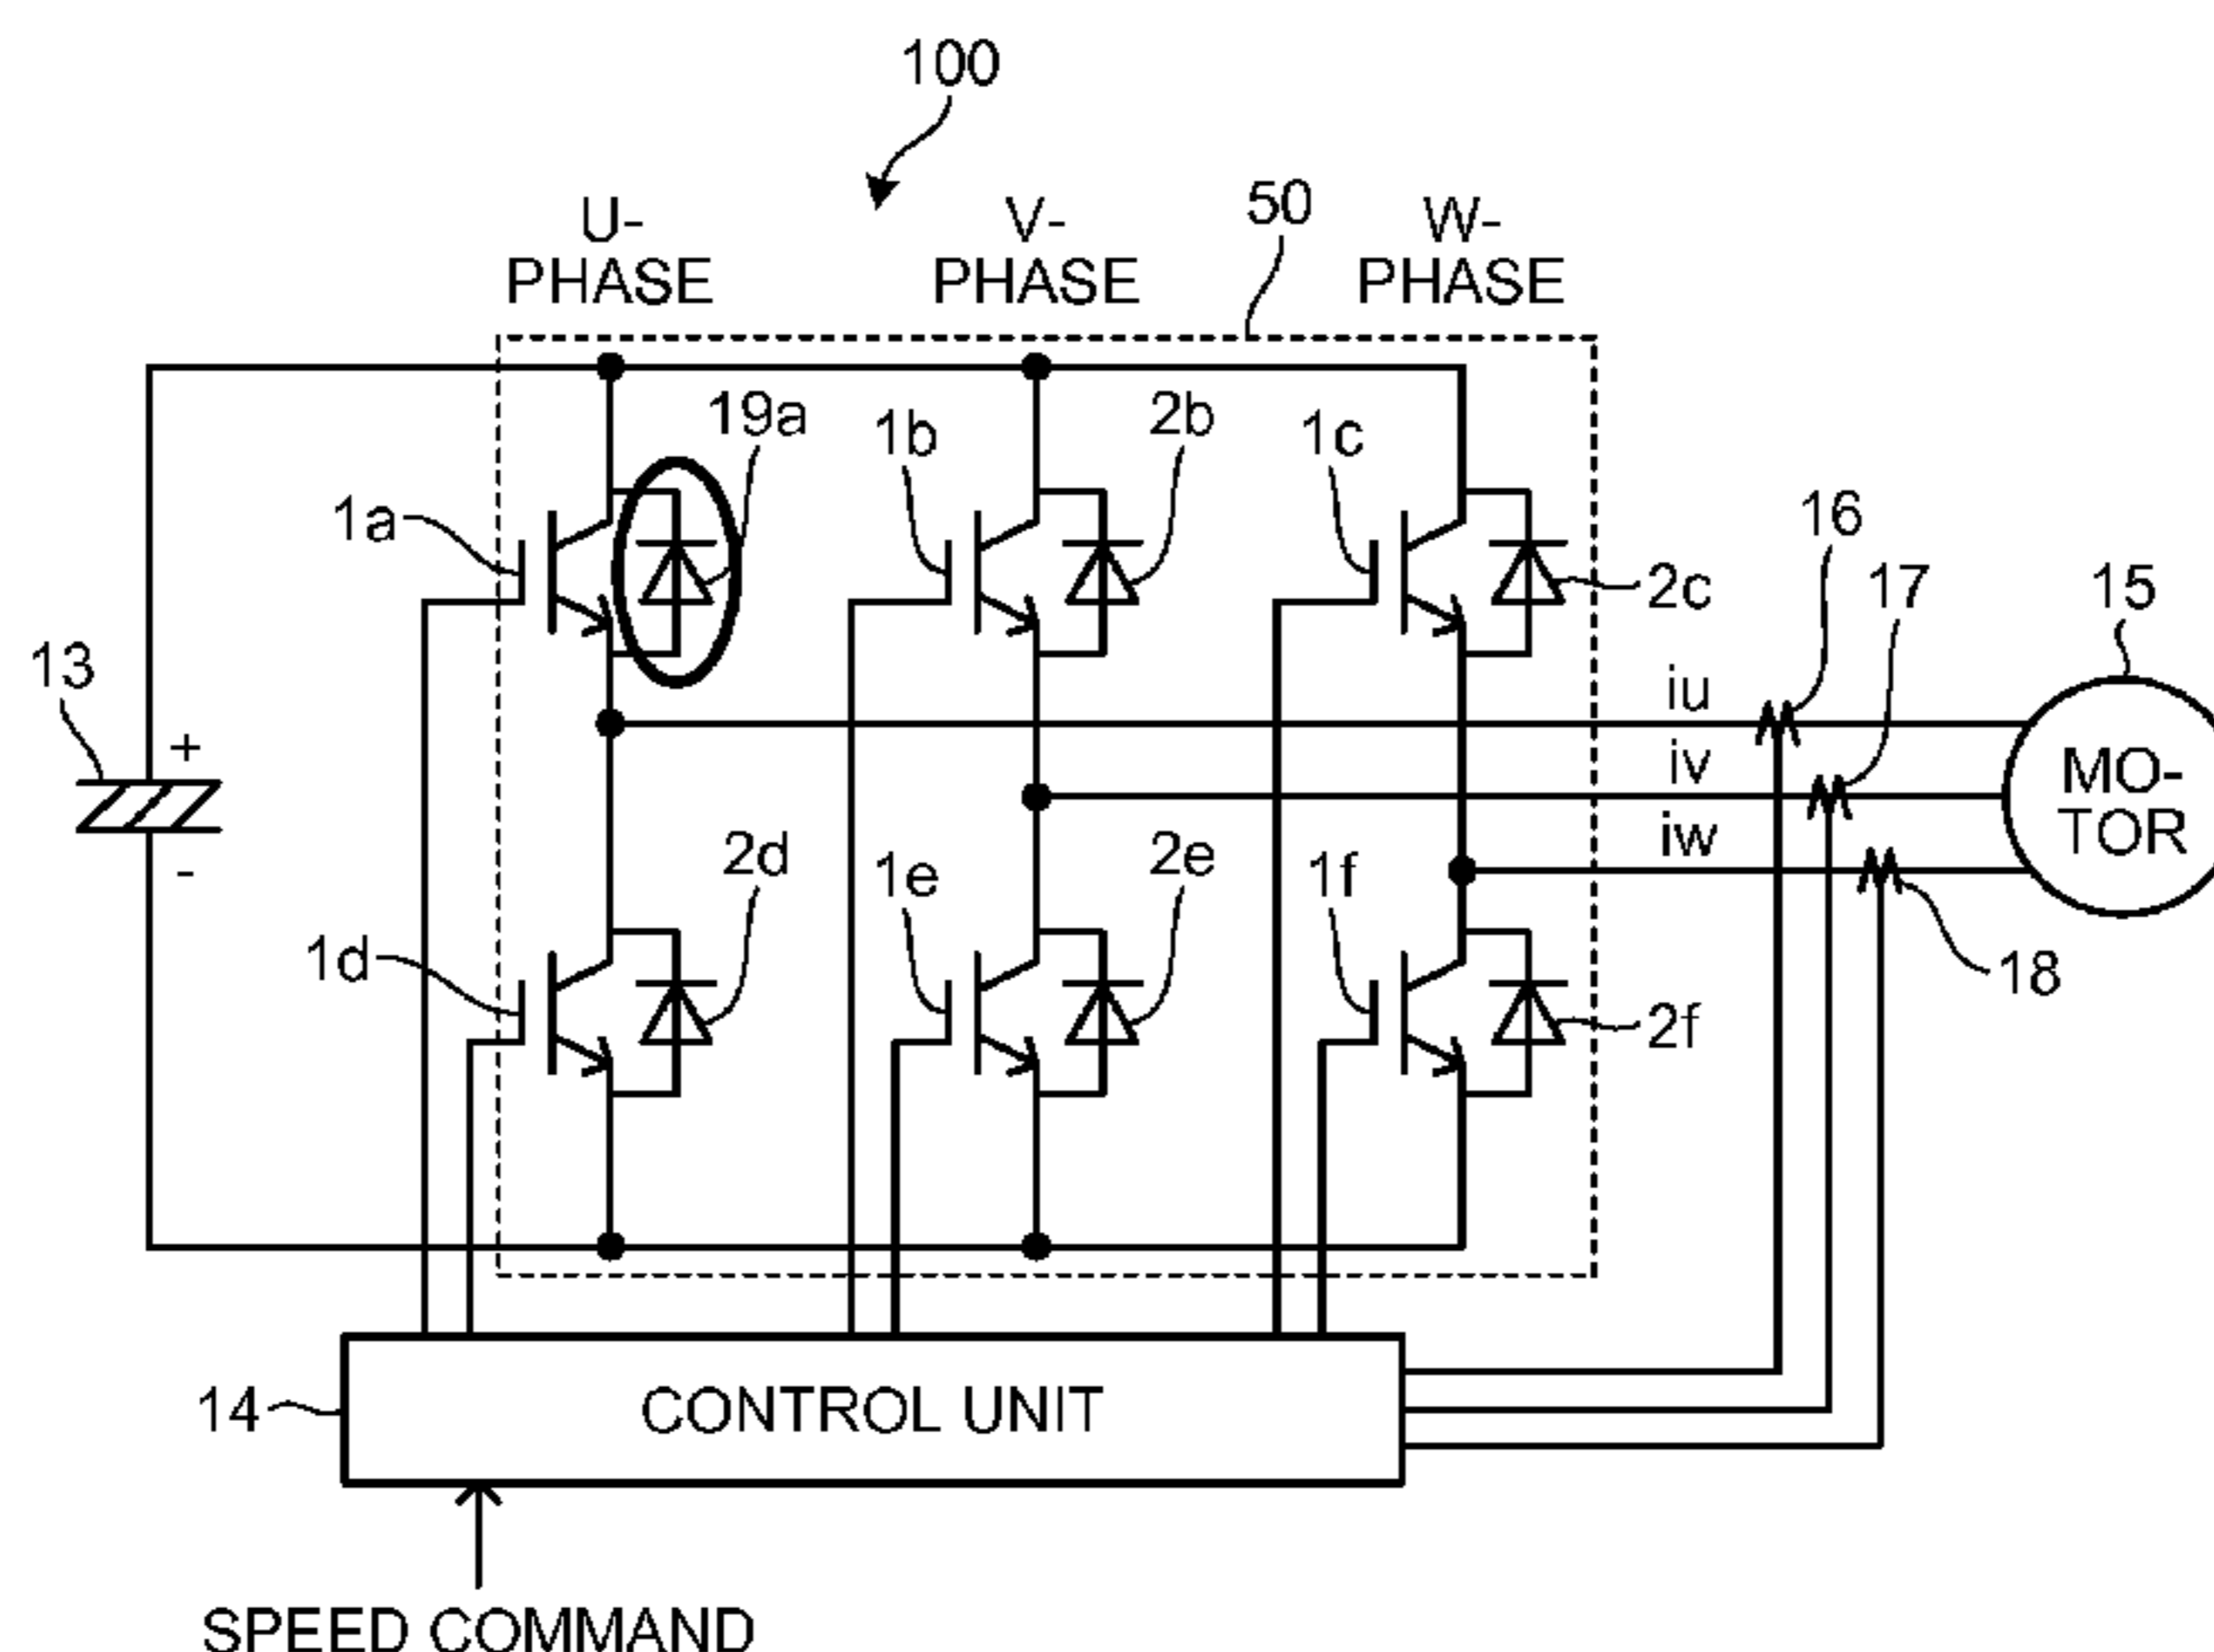 100
50
U-
PHASE
V-
PHASE
W-
PHASE
19a
1b
2b
1c
1a
16
2c
17
15
13
iu
+
iv
MO-
TOR
-
iw
2d
1e
2e
1f
1d
18
2f
14
CONTROL UNIT
SPEED COMMAND